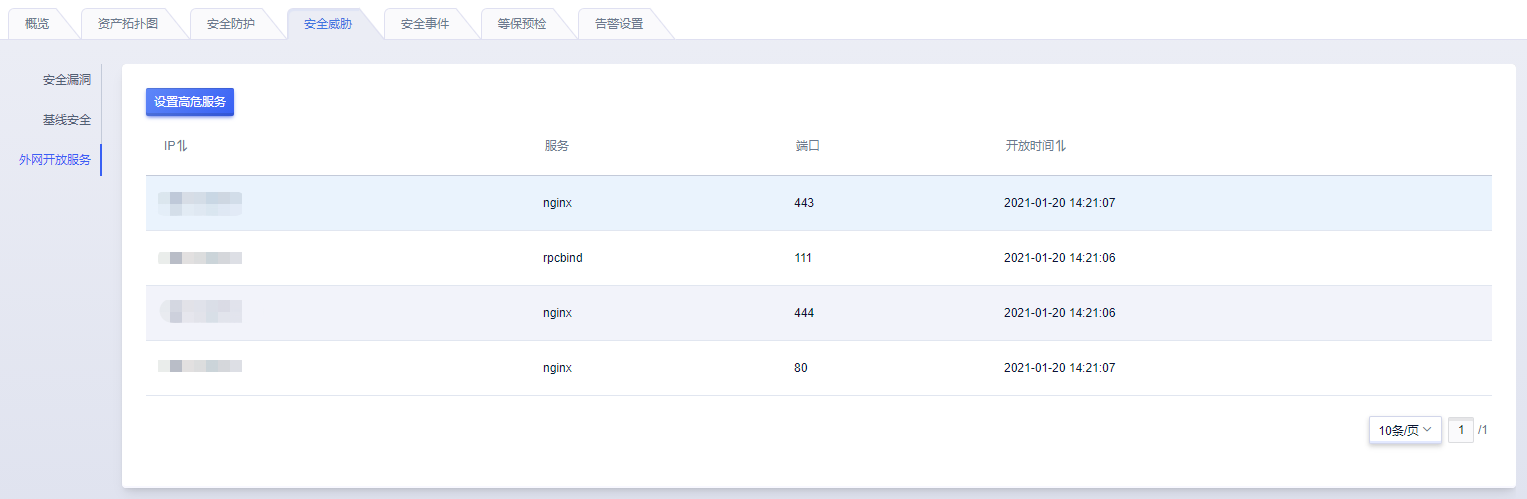 概览 资产拓扑图 安全防护 安全威胁 安全事件 等保预检 告警设置
安全漏洞
基线安全
外网开放服务
设置高危服务
IP⇅ 服务 端口 开放时间⇅
nginx 443 2021-01-20 14:21:07
rpcbind 111 2021-01-20 14:21:06
nginx 444 2021-01-20 14:21:06
nginx 80 2021-01-20 14:21:07
10条/页 1 /1